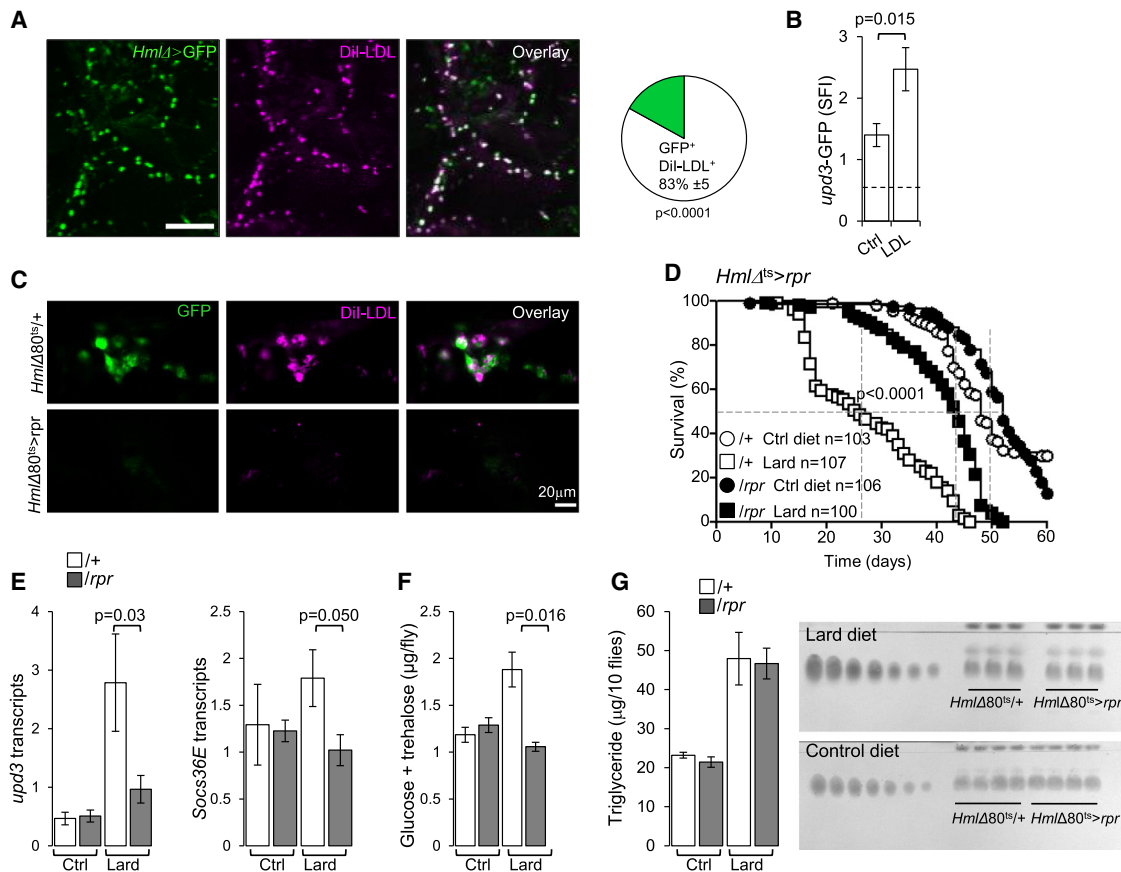 A
HmlΔ>GFP
DiI-LDL
Overlay
GFP⁺
DiI-LDL⁺
83% ±5
p<0.0001
B
p=0.015
upd3-GFP (SFI)
3
2
1
0
Ctrl
LDL
C
GFP
DiI-LDL
Overlay
HmlΔ80ᵗˢ/+
HmlΔ80ᵗˢ>rpr
20μm
D
HmlΔᵗˢ>rpr
Survival (%)
100
80
60
40
20
0
p<0.0001
/+ Ctrl diet n=103
/+ Lard n=107
/rpr Ctrl diet n=106
/rpr Lard n=100
0 10 20 30 40 50 60
Time (days)
E
/+
/rpr
upd3 transcripts
4
3
2
1
0
p=0.03
Ctrl
Lard
Socs36E transcripts
2.5
2
1.5
1
0.5
0
p=0.050
Ctrl
Lard
F
Glucose + trehalose (μg/fly)
2.5
2
1.5
1
0.5
0
p=0.016
Ctrl
Lard
G
/+
/rpr
Triglyceride (μg/10 flies)
60
50
40
30
20
10
0
Ctrl
Lard
Lard diet
HmlΔ80ᵗˢ/+
HmlΔ80ᵗˢ>rpr
Control diet
HmlΔ80ᵗˢ/+
HmlΔ80ᵗˢ>rpr